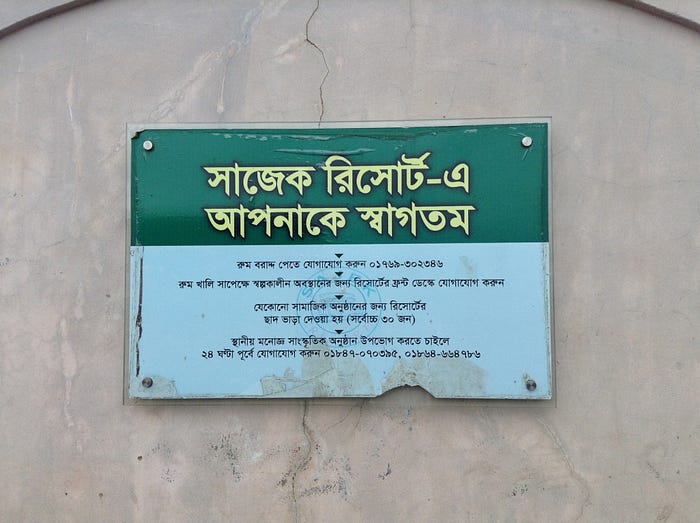 সাজেক রিসোর্ট-এ
আপনাকে স্বাগতম
রুম বরাদ্দ পেতে যোগাযোগ করুন ০১৭৬৯-৩০২৩৪৬
রুম খালি সাপেক্ষে স্বল্পকালীন অবস্থানের জন্য রিসোর্টের ফ্রন্ট ডেস্কে যোগাযোগ করুন
যেকোনো সামাজিক অনুষ্ঠানের জন্য রিসোর্টের
ছাদ ভাড়া দেওয়া হয় (সর্বোচ্চ ৩০ জন)
স্থানীয় মনোজ্ঞ সাংস্কৃতিক অনুষ্ঠান উপভোগ করতে চাইলে
২৪ ঘন্টা পূর্বে যোগাযোগ করুন ০১৮৪৭-০৭০৩৯৫, ০১৮৬৪-৬৬৪৭৮৬